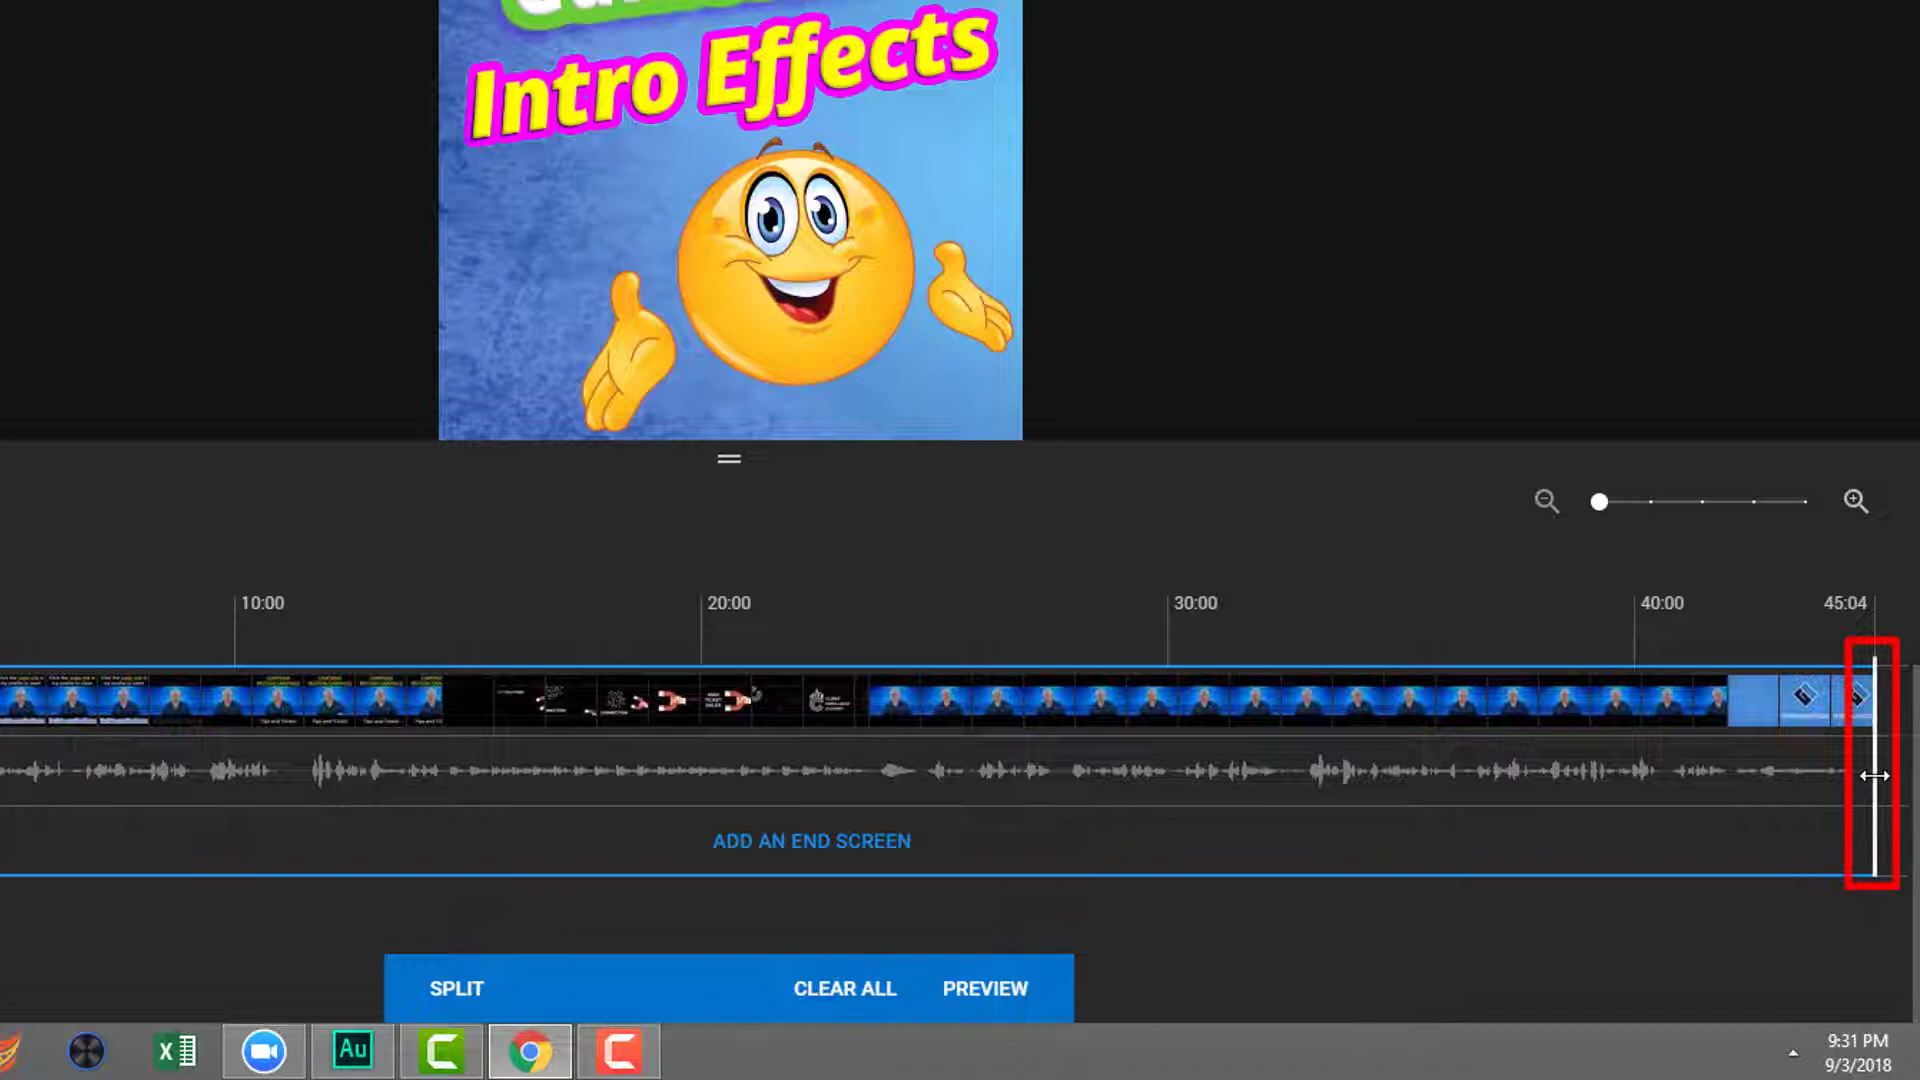 Intro Effects
10:00
20:00
30:00
40:00
45:04
ADD AN END SCREEN
SPLIT
CLEAR ALL
PREVIEW
Au
9:31 PM
9/3/2018